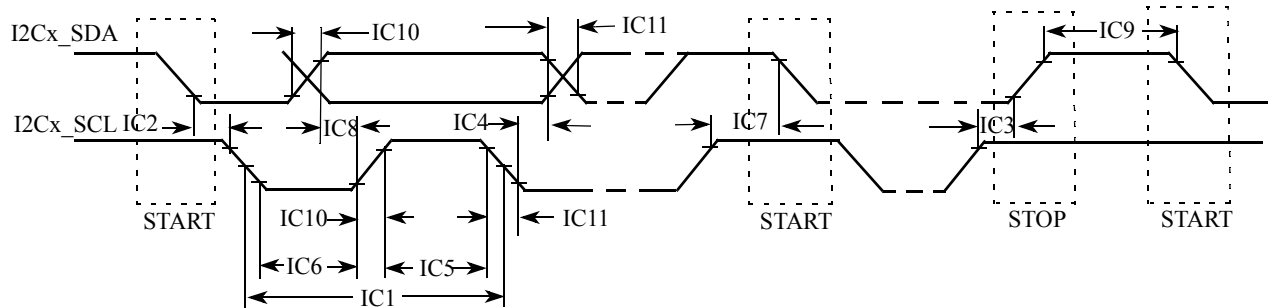 I2Cx_SDA
IC10
IC11
IC9
I2Cx_SCL
IC2
IC8
IC4
IC7
IC3
START
IC10
IC11
START
STOP
START
IC6
IC5
IC1